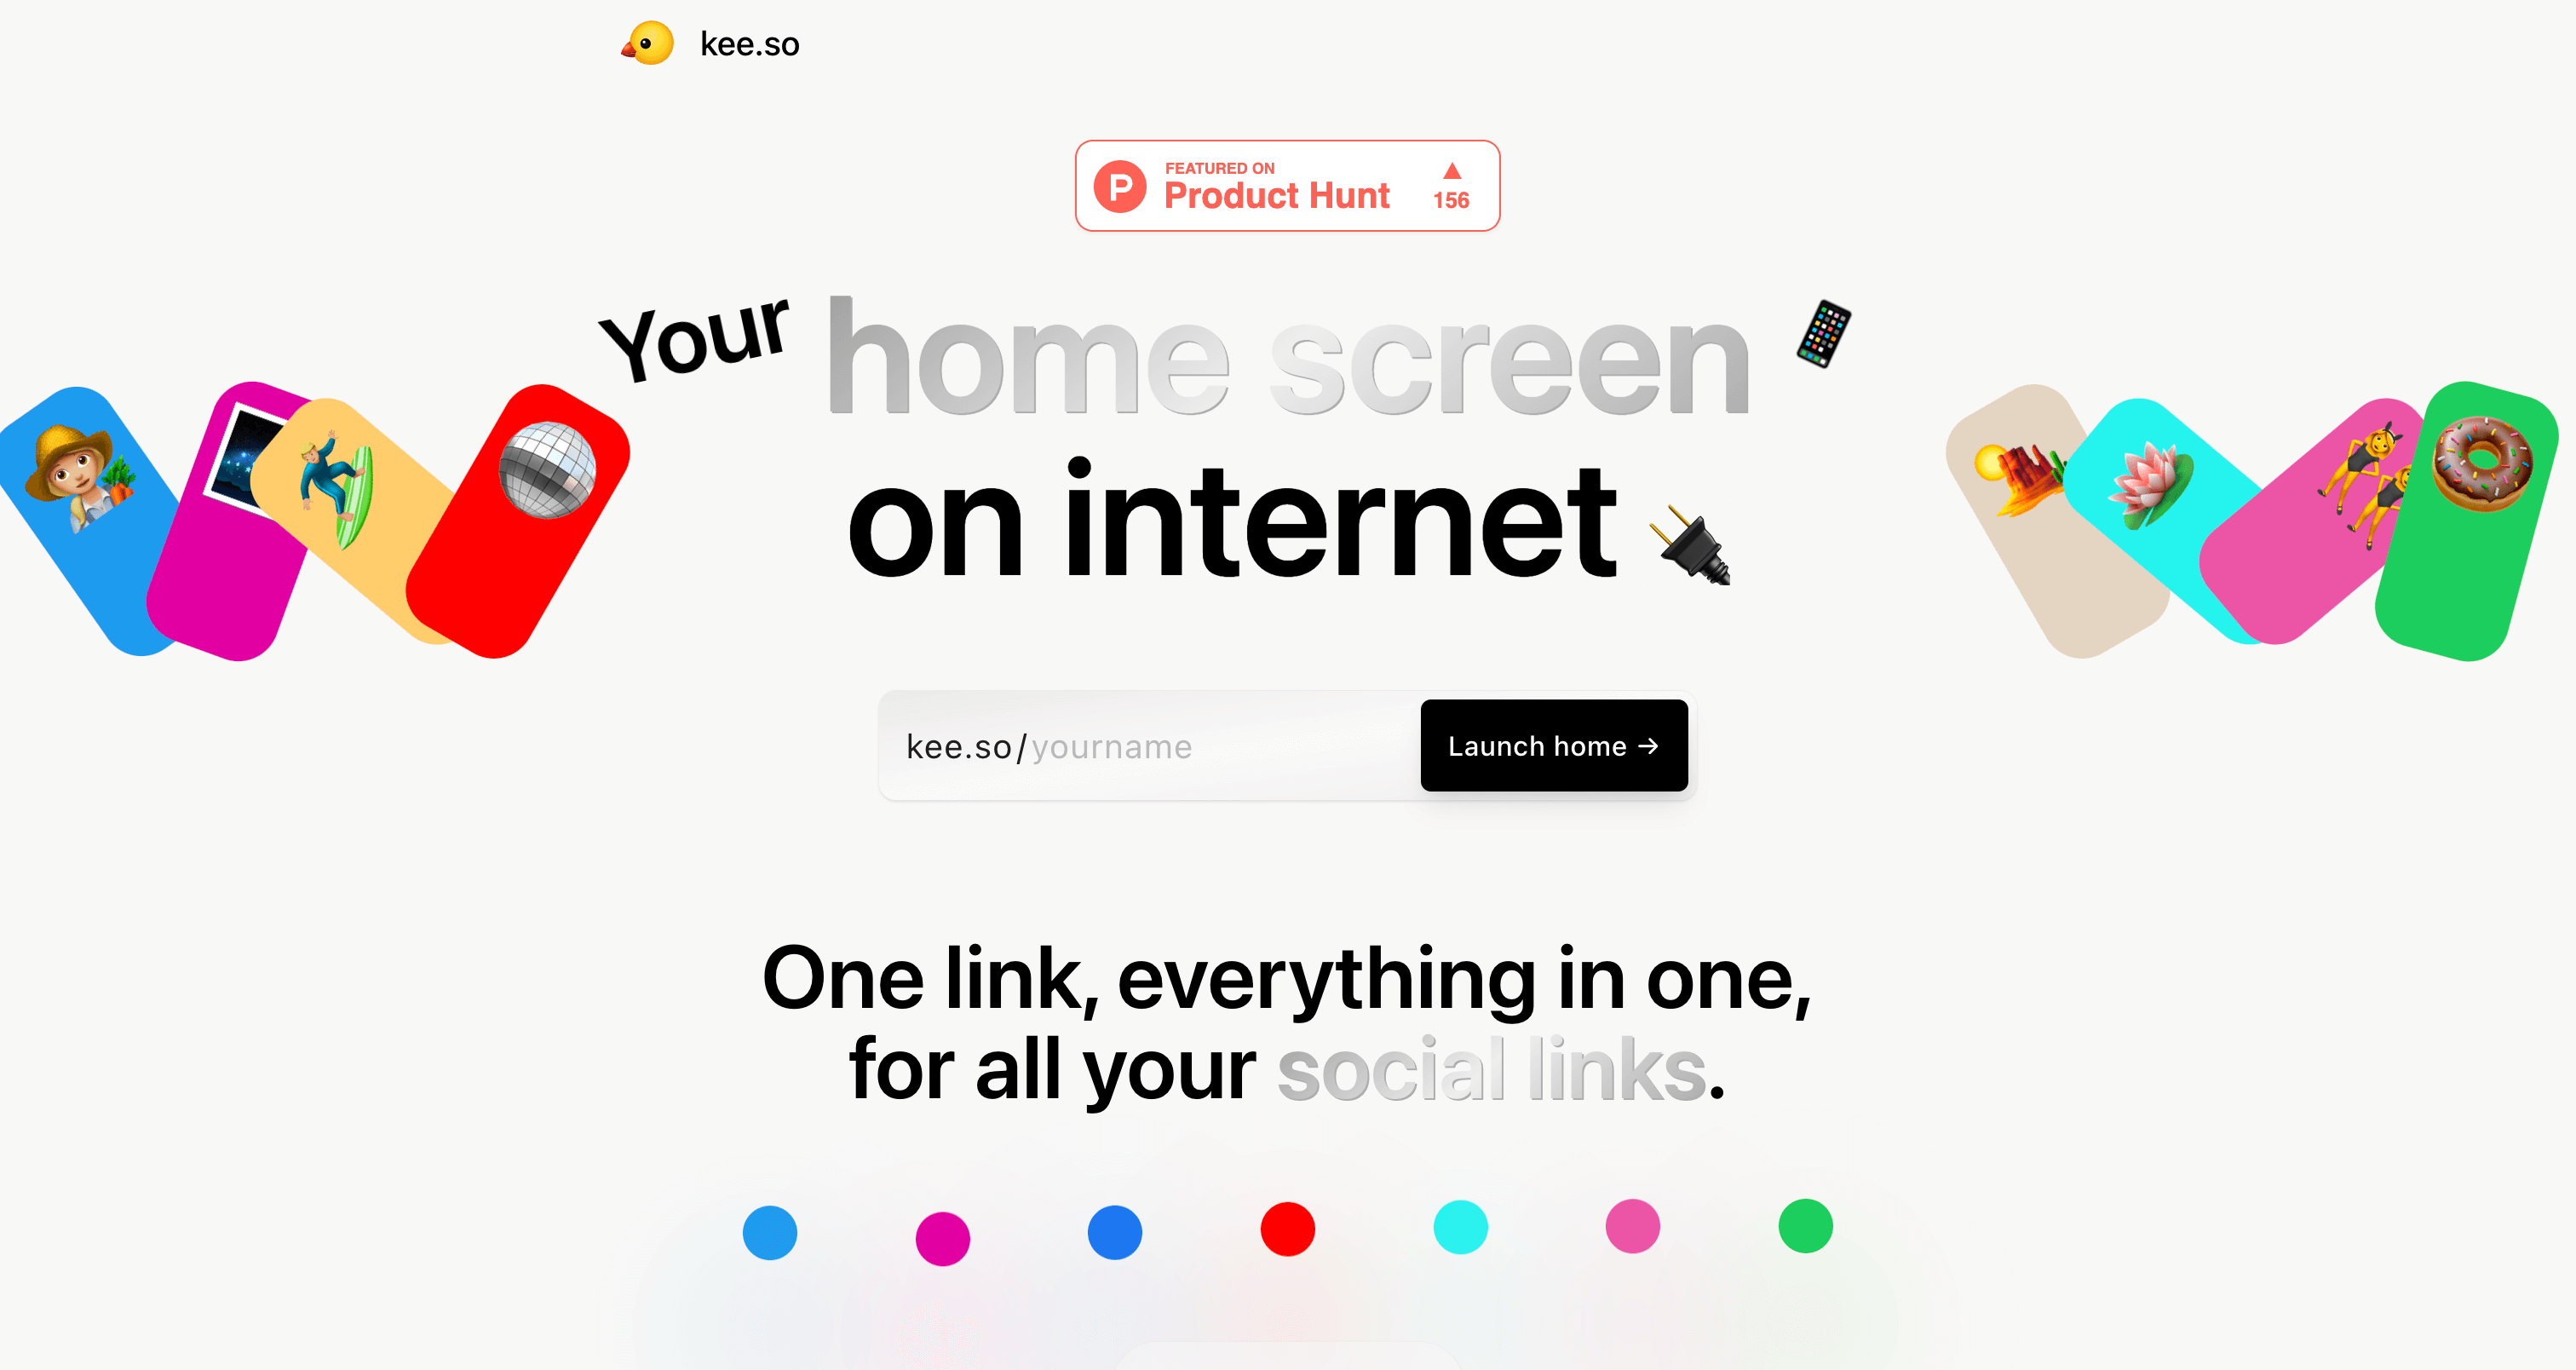 kee.so
FEATURED ON
Product Hunt
156
Your home screen
on internet
kee.so/yourname
Launch home →
One link, everything in one,
for all your social links.